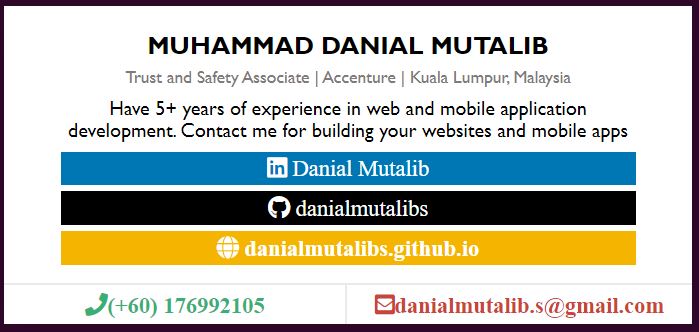 MUHAMMAD DANIAL MUTALIB
Trust and Safety Associate | Accenture | Kuala Lumpur, Malaysia
Have 5+ years of experience in web and mobile application
development. Contact me for building your websites and mobile apps
in Danial Mutalib
danialmutalibs
danialmutalibs.github.io
(+60) 176992105
danialmutalib.s@gmail.com